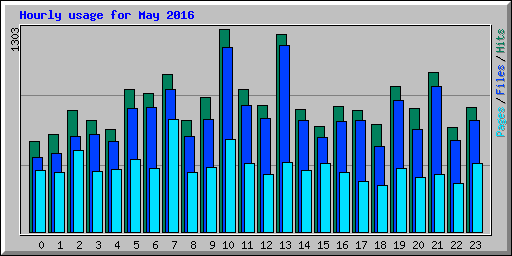 Hourly usage for May 2016
1303
Pages/Files/Hits
0 1 2 3 4 5 6 7 8 9 10 11 12 13 14 15 16 17 18 19 20 21 22 23